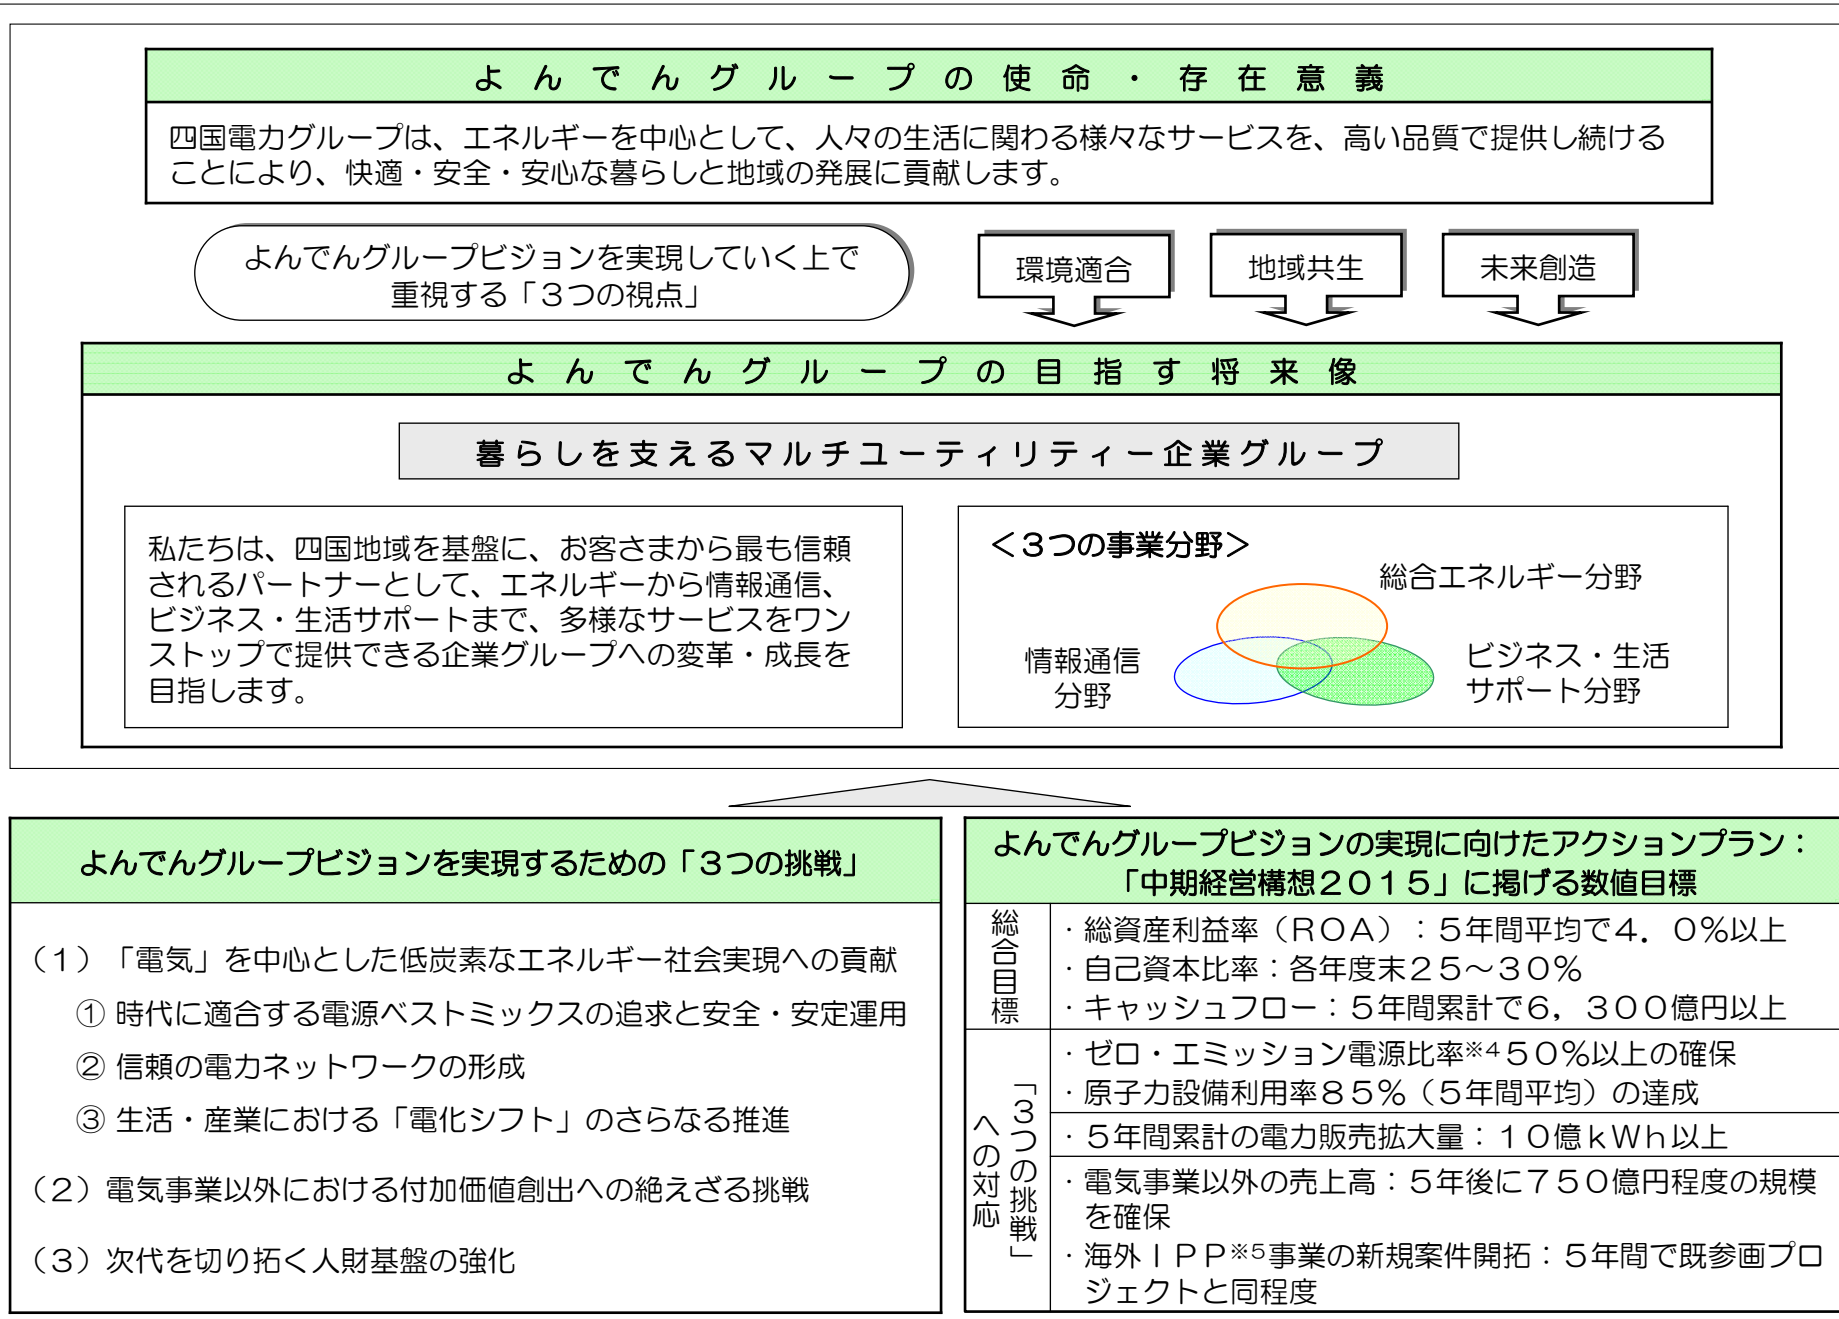 よんでんグループの使命・存在意義
四国電力グループは、エネルギーを中心として、人々の生活に関わる様々なサービスを、高い品質で提供し続ける
ことにより、快適・安全・安心な暮らしと地域の発展に貢献します。
よんでんグループビジョンを実現していく上で
重視する「3つの視点」
環境適合
地域共生
未来創造
よんでんグループの目指す将来像
暮らしを支えるマルチユーティリティー企業グループ
私たちは、四国地域を基盤に、お客さまから最も信頼
されるパートナーとして、エネルギーから情報通信、
ビジネス・生活サポートまで、多様なサービスをワン
ストップで提供できる企業グループへの変革・成長を
目指します。
＜3つの事業分野＞
総合エネルギー分野
情報通信
分野
ビジネス・生活
サポート分野
よんでんグループビジョンを実現するための「3つの挑戦」
（1）「電気」を中心とした低炭素なエネルギー社会実現への貢献
① 時代に適合する電源ベストミックスの追求と安全・安定運用
② 信頼の電力ネットワークの形成
③ 生活・産業における「電化シフト」のさらなる推進
（2）電気事業以外における付加価値創出への絶えざる挑戦
（3）次代を切り拓く人財基盤の強化
よんでんグループビジョンの実現に向けたアクションプラン：
「中期経営構想２０１５」に掲げる数値目標
総合目標
・総資産利益率（ＲＯＡ）：５年間平均で４．０％以上
・自己資本比率：各年度末２５～３０％
・キャッシュフロー：５年間累計で６，３００億円以上
「３つの挑戦」
への対応
・ゼロ・エミッション電源比率※4５０％以上の確保
・原子力設備利用率８５％（５年間平均）の達成
・５年間累計の電力販売拡大量：１０億ｋＷｈ以上
・電気事業以外の売上高：５年後に７５０億円程度の規模
を確保
・海外ＩＰＰ※5事業の新規案件開拓：５年間で既参画プロ
ジェクトと同程度